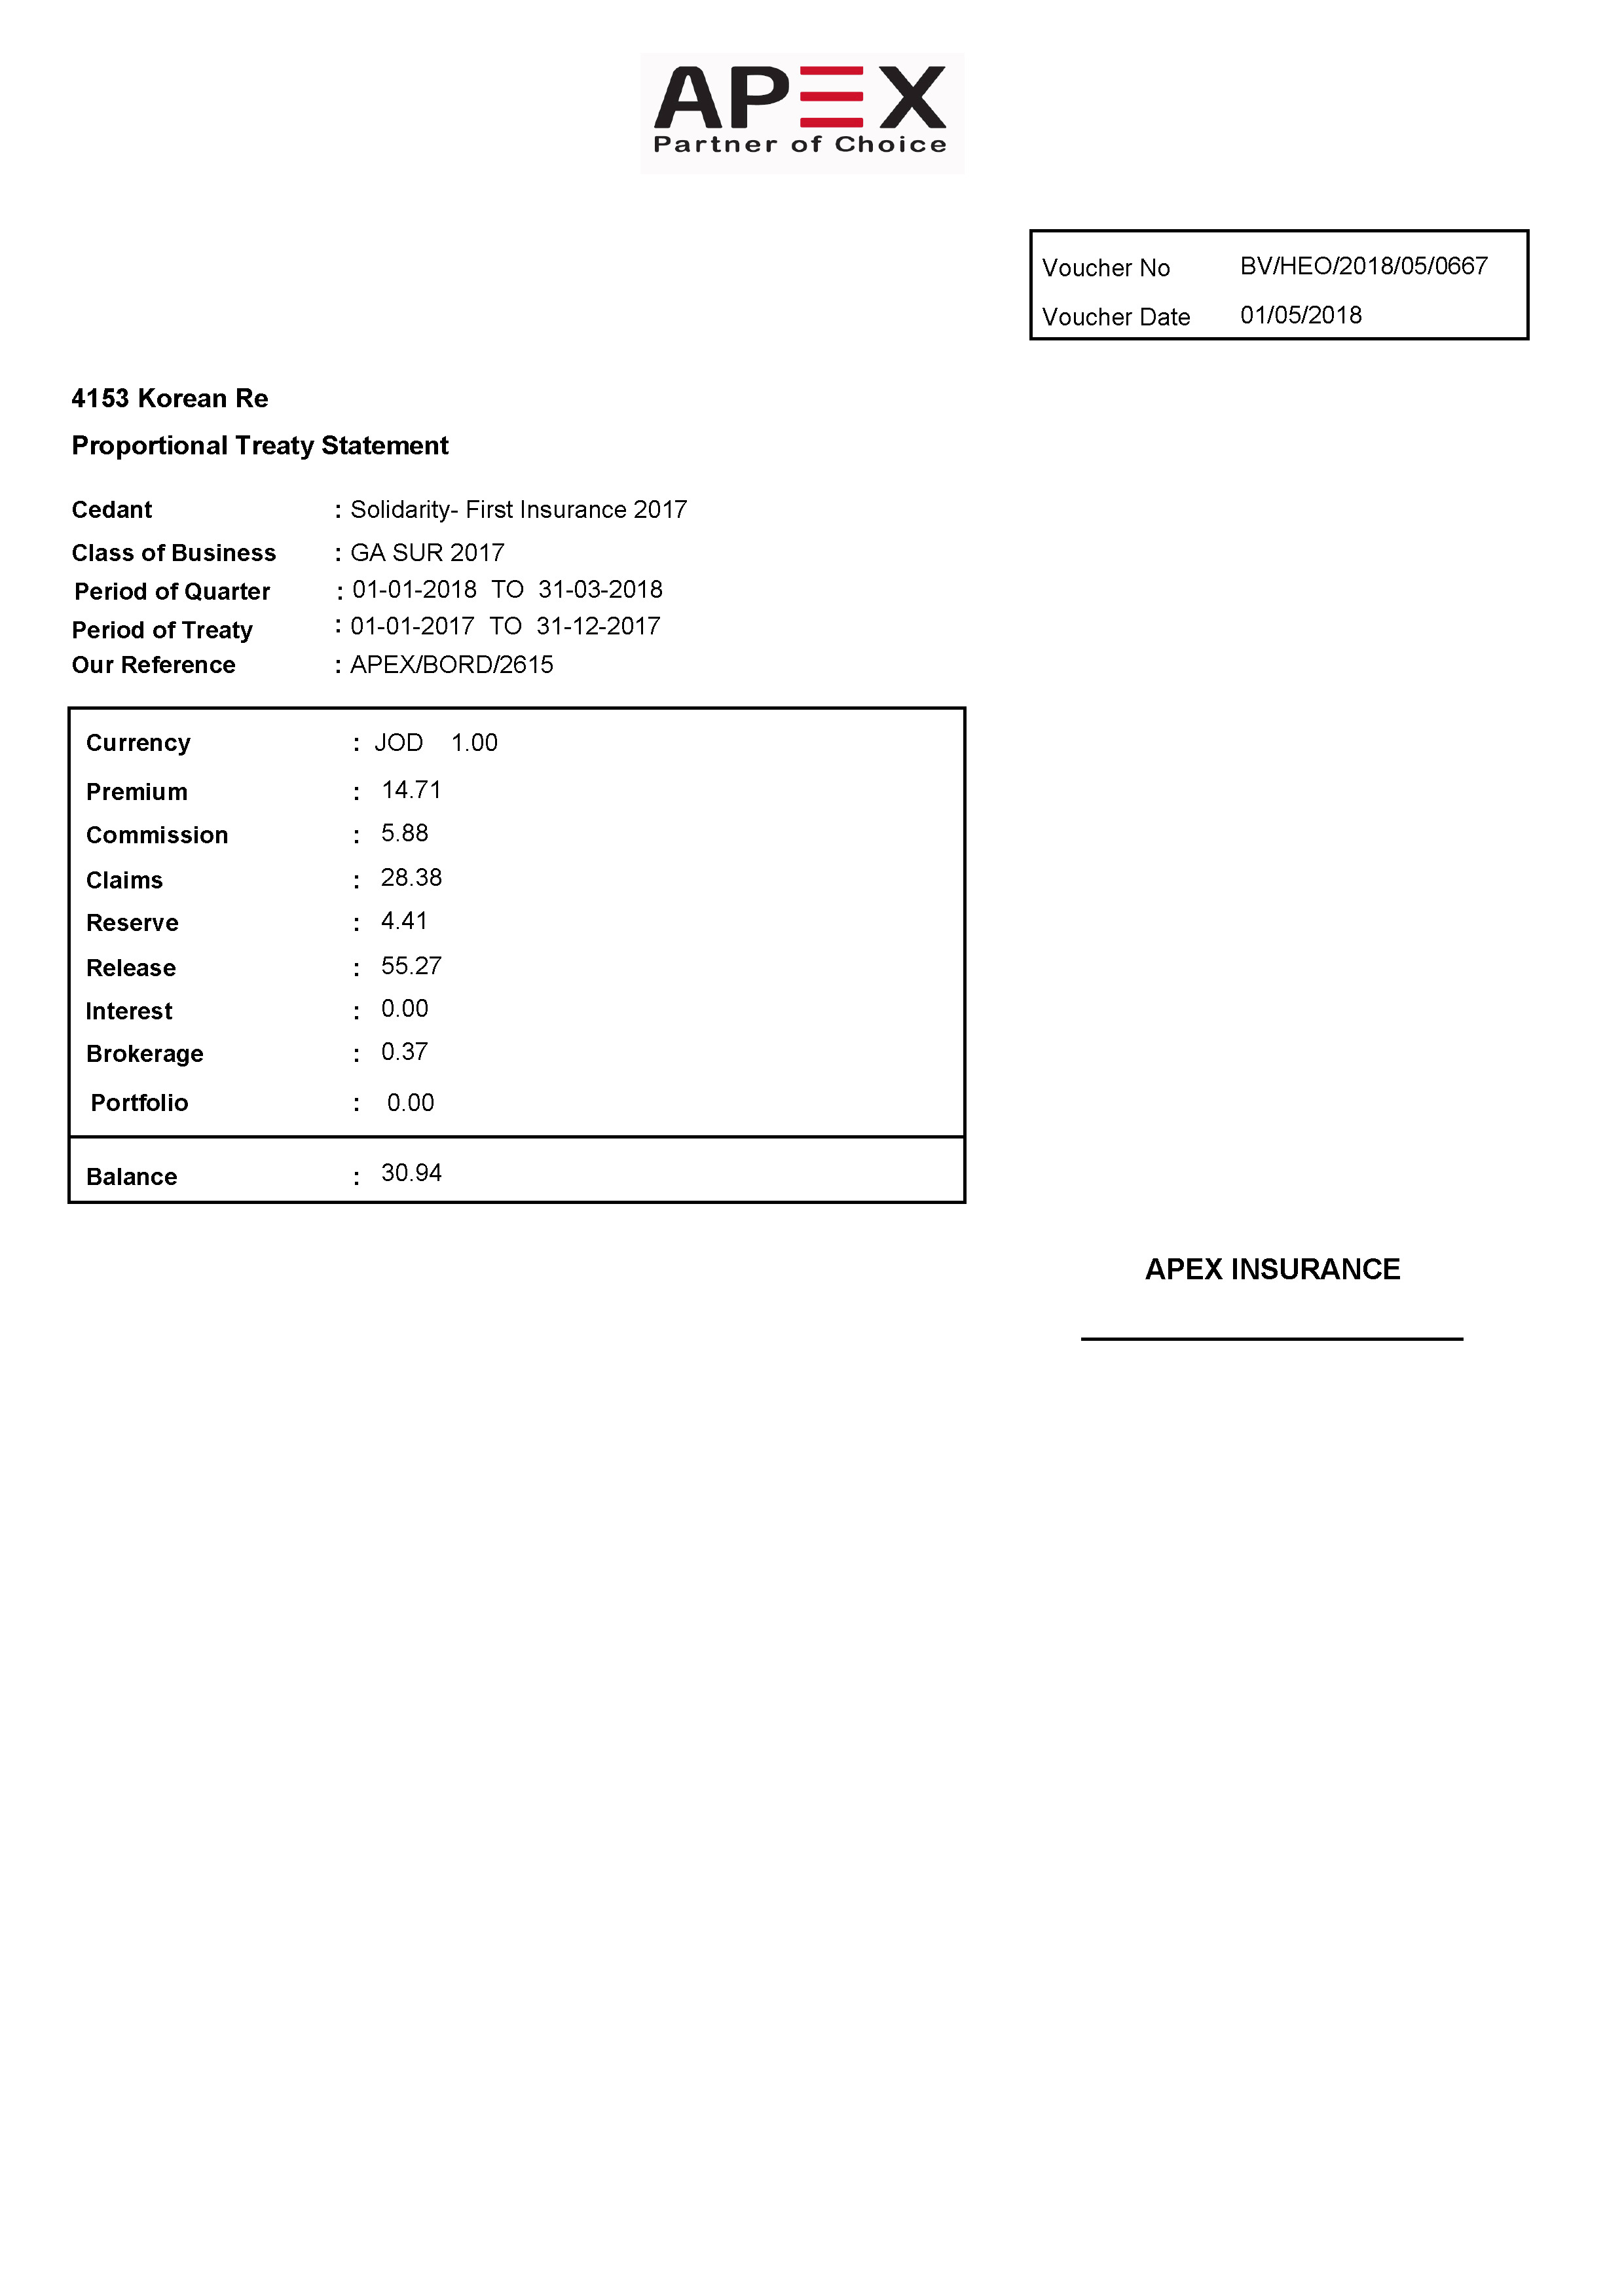 APEX
Partner of Choice
Voucher No BV/HEO/2018/05/0667
Voucher Date 01/05/2018
4153 Korean Re
Proportional Treaty Statement
Cedant : Solidarity- First Insurance 2017
Class of Business : GA SUR 2017
Period of Quarter : 01-01-2018 TO 31-03-2018
Period of Treaty : 01-01-2017 TO 31-12-2017
Our Reference : APEX/BORD/2615
Currency : JOD 1.00
Premium : 14.71
Commission : 5.88
Claims : 28.38
Reserve : 4.41
Release : 55.27
Interest : 0.00
Brokerage : 0.37
Portfolio : 0.00
Balance : 30.94
APEX INSURANCE